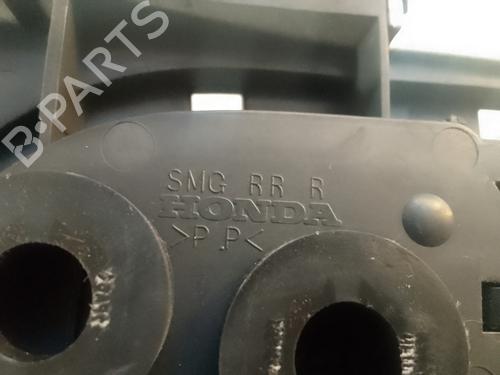 B-PARTS
SMG RR R
HONDA
>P.P<